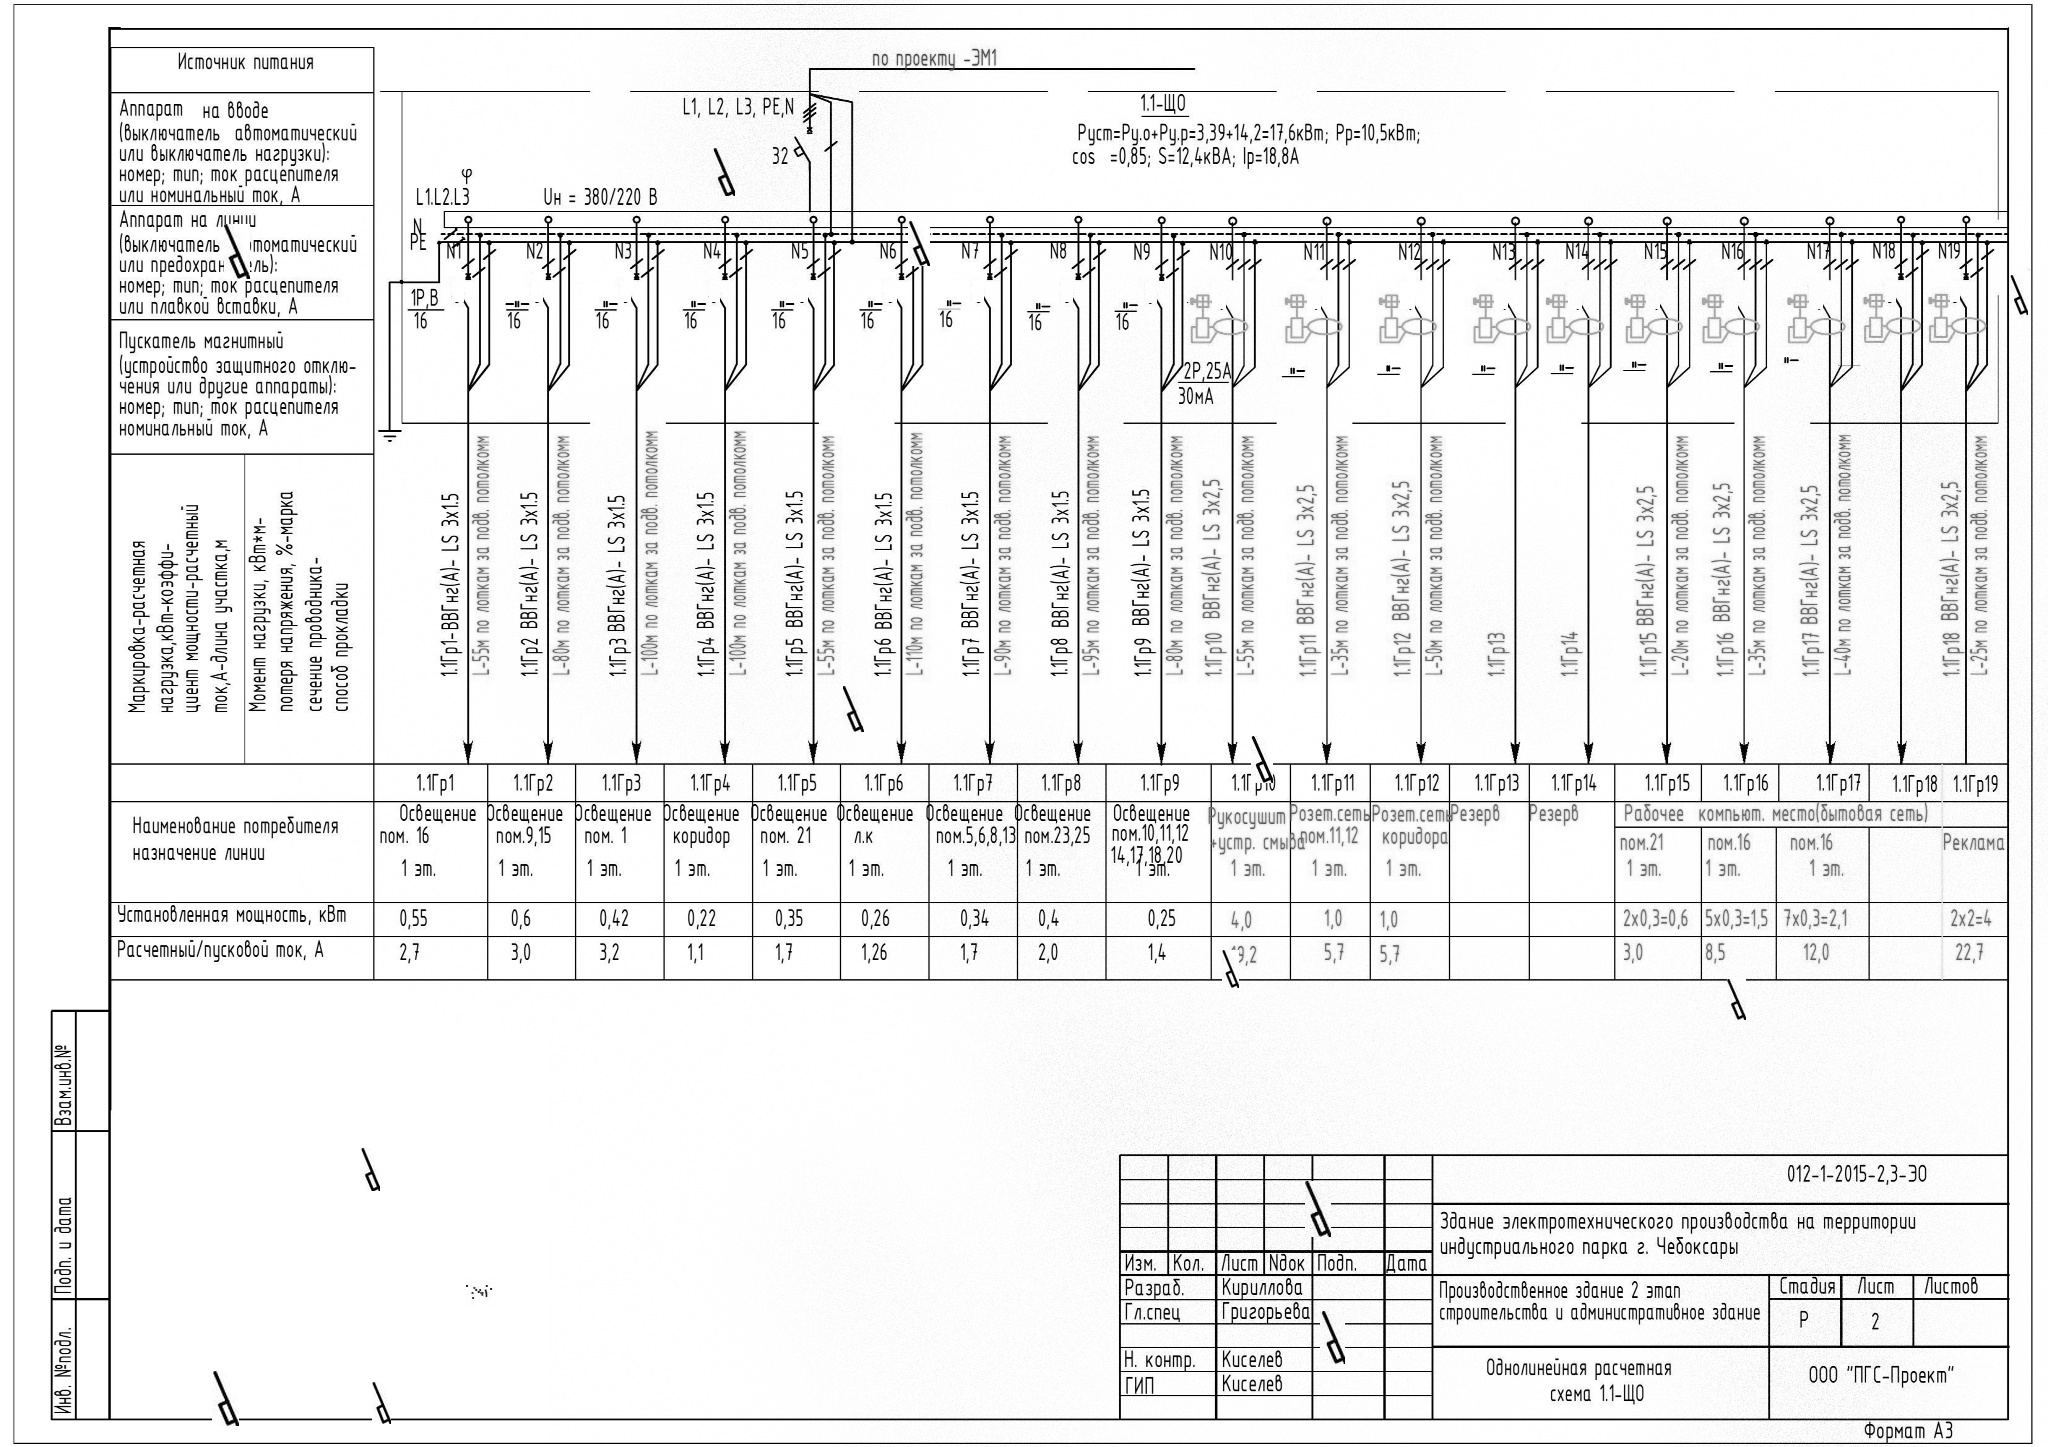 Источник питания
Аппарат на вводе
(выключатель автоматический
или выключатель нагрузки):
номер; тип; ток расцепителя
или номинальный ток, А
Аппарат на линии
(выключатель
или
номер; тип; ток расцепителя
или плавкой вставки, А
Пускатель магнитный
(устройство защитного отклю-
чения или другие аппараты):
номер; тип; ток расцепителя
номинальный ток, А
Маркировка-расчетная
нагрузка,кВт-коэффи-
циент мощности-расчетный
ток,А-длина участка,м
Момент нагрузки, кВт*м-
потеря напряжения, %-марка
сечение проводника-
способ прокладки
по проекту -ЭМ1
L1, L2, L3, PE,N
32
1.1-ЩО
Руст=Ру.о+Ру.р=3,39+14,2=17,6кВт; Рр=10,5кВт;
cos =0,85; S=12,4кВА; Iр=18,8А
φ
L1.L2.L3
Uн = 380/220 В
N
PE
N1 N2 N3 N4 N5 N6 N7 N8 N9 N10 N11 N12 N13 N14 N15 N16 N17 N18 N19
1P,B
16
-"- 16
-"- 16
-"- 16
-"- 16
-"- 16
-"- 16
-"- 16
-"- 16
2P,25A
30мА
-"- -"- -"- -"- -"- -"- -"-
1.1Гр1-ВВГнг(А)- LS 3x1.5
L-55м по лоткам за подв. потолкомм
1.1Гр2 ВВГнг(А)- LS 3x1.5
L-80м по лоткам за подв. потолкомм
1.1Гр3 ВВГнг(А)- LS 3x1.5
L-100м по лоткам за подв. потолкомм
1.1Гр4 ВВГнг(А)- LS 3x1.5
L-100м по лоткам за подв. потолкомм
1.1Гр5 ВВГнг(А)- LS 3x1.5
L-55м по лоткам за подв. потолкомм
1.1Гр6 ВВГнг(А)- LS 3x1.5
L-110м по лоткам за подв. потолкомм
1.1Гр7 ВВГнг(А)- LS 3x1.5
L-90м по лоткам за подв. потолкомм
1.1Гр8 ВВГнг(А)- LS 3x1.5
L-95м по лоткам за подв. потолкомм
1.1Гр9 ВВГнг(А)- LS 3x1.5
L-80м по лоткам за подв. потолкомм
1.1Гр10 ВВГнг(А)- LS 3x2,5
L-55м по лоткам за подв. потолкомм
1.1Гр11 ВВГнг(А)- LS 3x2,5
L-35м по лоткам за подв. потолкомм
1.1Гр12 ВВГнг(А)- LS 3x2,5
L-50м по лоткам за подв. потолкомм
1.1Гр13
1.1Гр14
1.1Гр15 ВВГнг(А)- LS 3x2,5
L-20м по лоткам за подв. потолкомм
1.1Гр16 ВВГнг(А)- LS 3x2,5
L-35м по лоткам за подв. потолкомм
1.1Гр17 ВВГнг(А)- LS 3x2,5
L-40м по лоткам за подв. потолкомм
1.1Гр18 ВВГнг(А)- LS 3x2,5
L-25м по лоткам за подв. потолкомм
1.1Гр1 1.1Гр2 1.1Гр3 1.1Гр4 1.1Гр5 1.1Гр6 1.1Гр7 1.1Гр8 1.1Гр9 1.1Гр10 1.1Гр11 1.1Гр12 1.1Гр13 1.1Гр14 1.1Гр15 1.1Гр16 1.1Гр17 1.1Гр18 1.1Гр19
Наименование потребителя
назначение линии
Освещение
пом. 16
1 эт.
Освещение
пом.9,15
1 эт.
Освещение
пом. 1
1 эт.
Освещение
коридор
1 эт.
Освещение
пом. 21
1 эт.
Освещение
л.к
1 эт.
Освещение
пом.5,6,8,13
1 эт.
Освещение
пом.23,25
1 эт.
Освещение
пом.10,11,12
14,17,18,20
1 эт.
Рукосушит
+устр. смыва
1 эт.
Розет.сеть
пом.11,12
1 эт.
Розет.сеть
коридора
1 эт.
Резерв
Резерв
Рабочее компьют. место(бытовая сеть)
пом.21
1 эт.
пом.16
1 эт.
пом.16
1 эт.
Реклама
Установленная мощность, кВт 0,55 0,6 0,42 0,22 0,35 0,26 0,34 0,4 0,25 4,0 1,0 1,0 2x0,3=0,6 5x0,3=1,5 7x0,3=2,1 2x2=4
Расчетный/пусковой ток, А 2,7 3,0 3,2 1,1 1,7 1,26 1,7 2,0 1,4 19,2 5,7 5,7 3,0 8,5 12,0 22,7
Взам.инв.№
Подп. и дата
Инв. №подл.
012-1-2015-2,3-ЭО
Здание электротехнического производства на территории
индустриального парка г. Чебоксары
Изм. Кол. Лист Nдок Подп. Дата
Разраб. Кириллова
Гл.спец Григорьева
Н. контр. Киселев
ГИП Киселев
Производственное здание 2 этап
строительства и административное здание
Стадия Лист Листов
Р 2
Однолинейная расчетная
схема 1.1-ЩО
ООО "ПГС-Проект"
Формат А3